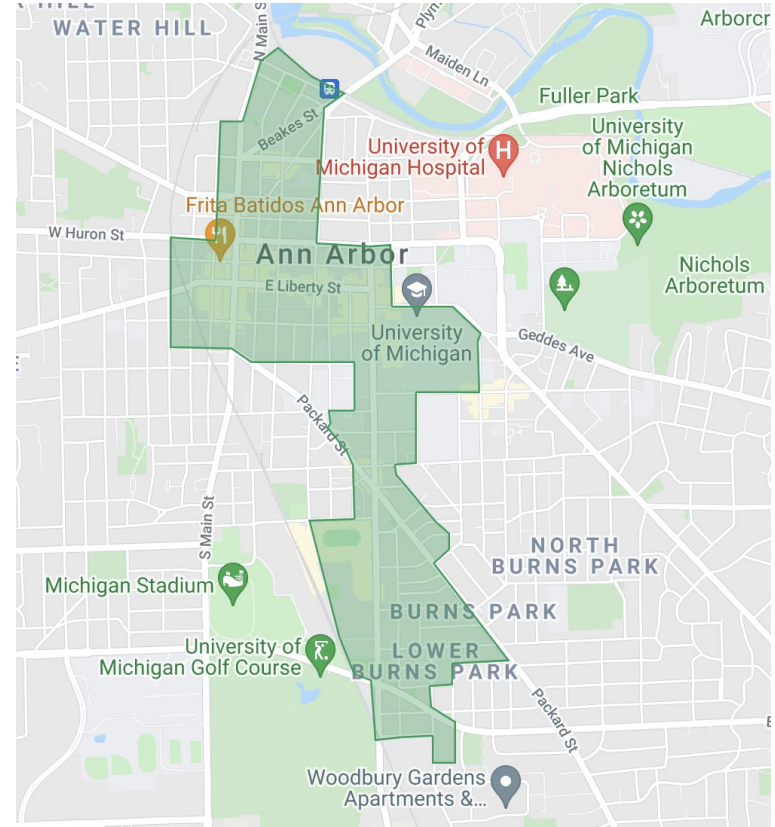 HILL
WATER HILL
N Main S
Plyn
Arborcr
Maiden Ln
Fuller Park
Beakes St
University of
Michigan Hospital
H
University
of Michigan
Nichols
Arboretum
Frita Batidos Ann Arbor
W Huron St
Ann Arbor
Nichols
Arboretum
E Liberty St
University
of Michigan
Geddes Ave
Packard St
S Main St
NORTH
BURNS PARK
Michigan Stadium
BURNS PARK
University of
Michigan Golf Course
LOWER
BURNS PARK
Packard St
E
Woodbury Gardens
Apartments &...